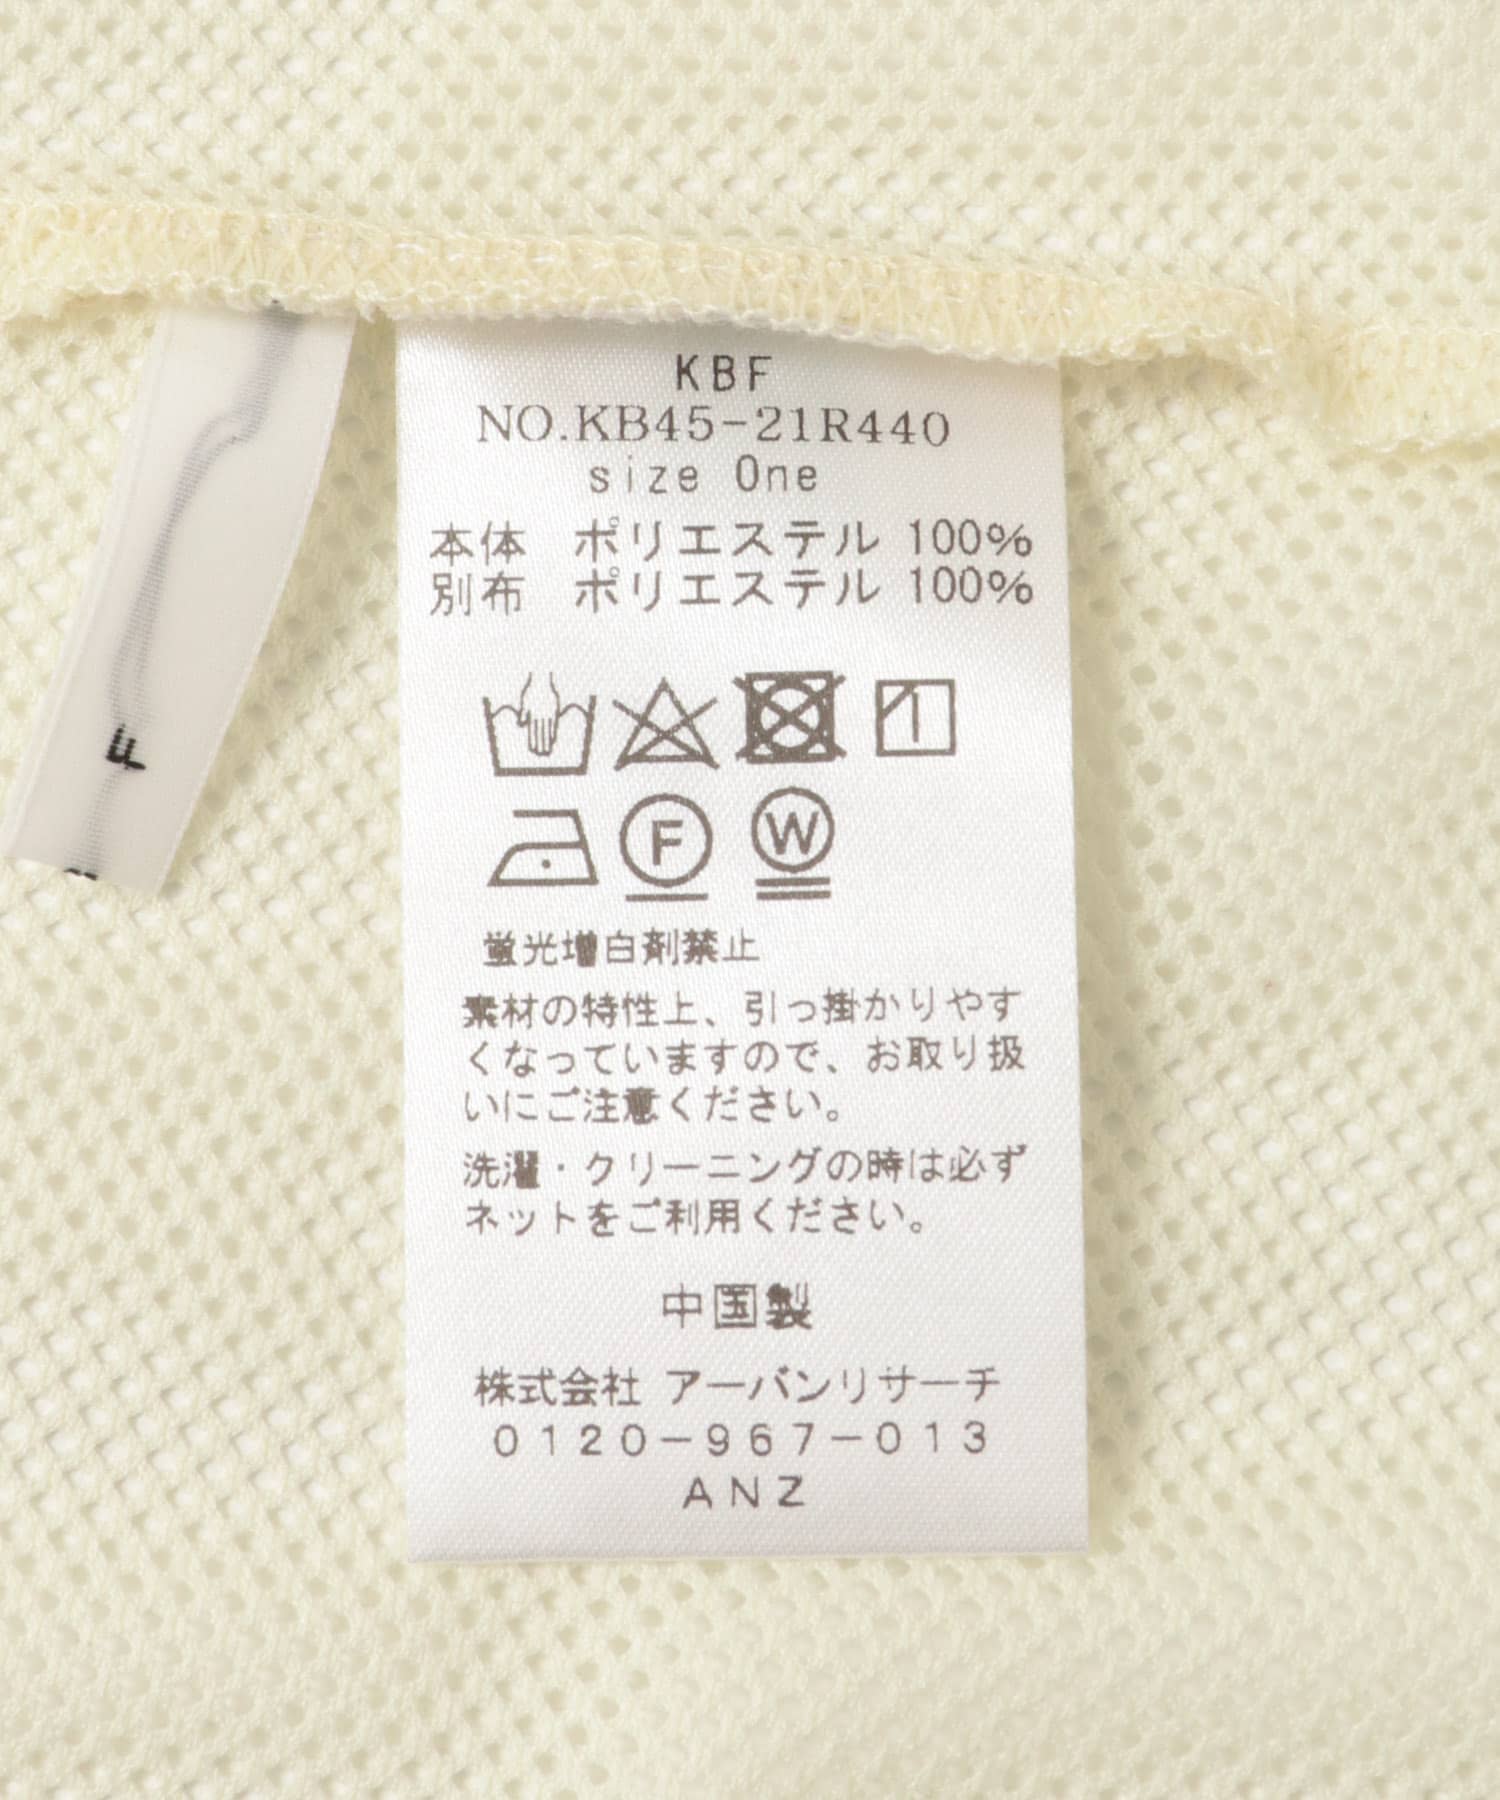 KBF
NO.KB45-21R440
size One
本体 ポリエステル 100%
別布 ポリエステル 100%
F
W
蛍光増白剤禁止
素材の特性上、引っ掛かりやす
くなっていますので、お取り扱
いにご注意ください。
洗濯・クリーニングの時は必ず
ネットをご利用ください。
中国製
株式会社 アーバンリサーチ
0120-967-013
ANZ
F